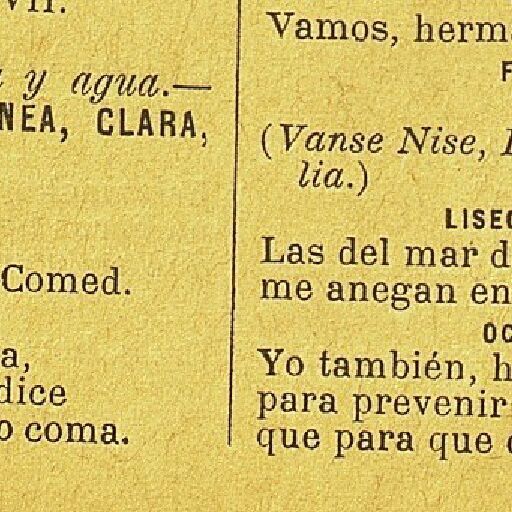 VII.
y agua.—
NEA, CLARA,
Comed.
a,
dice
o coma.
Vamos, herm
F
(Vanse Nise,
lia.)
LISEO
Las del mar d
me anegan en
OC
Yo también, h
para prevenir
que para que